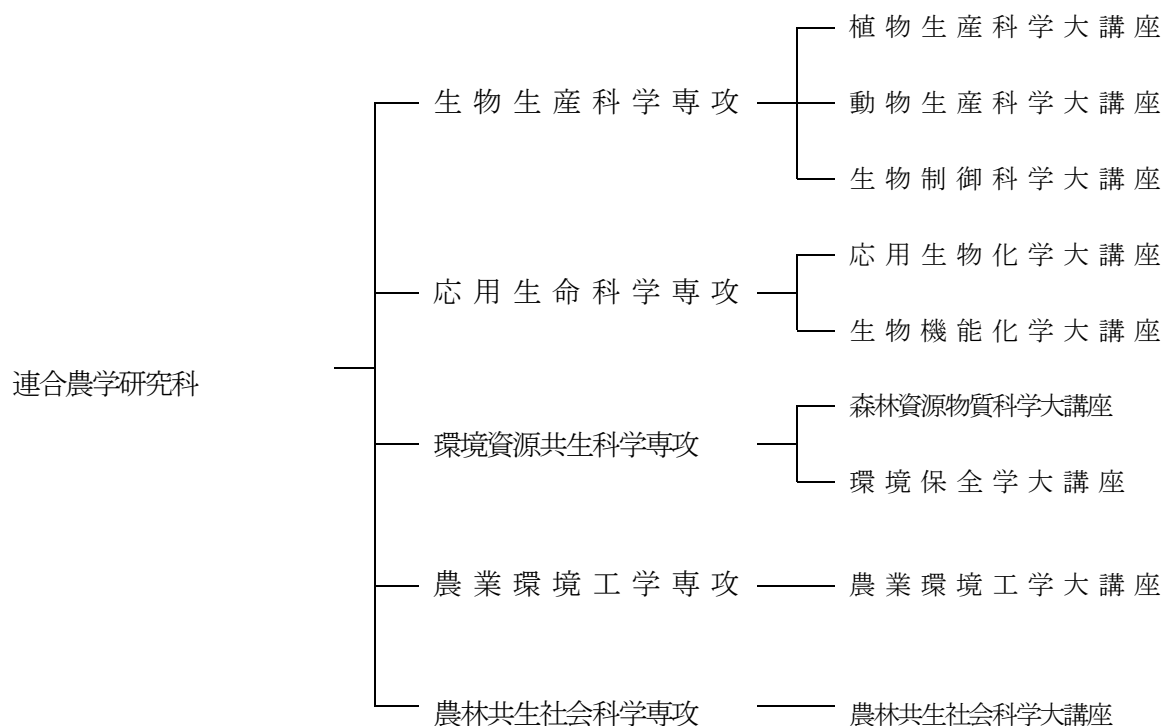 連合農学研究科
生物生産科学専攻
植物生産科学大講座
動物生産科学大講座
生物制御科学大講座
応用生命科学専攻
応用生物化学大講座
生物機能化学大講座
環境資源共生科学専攻
森林資源物質科学大講座
環境保全学大講座
農業環境工学専攻
農業環境工学大講座
農林共生社会科学専攻
農林共生社会科学大講座